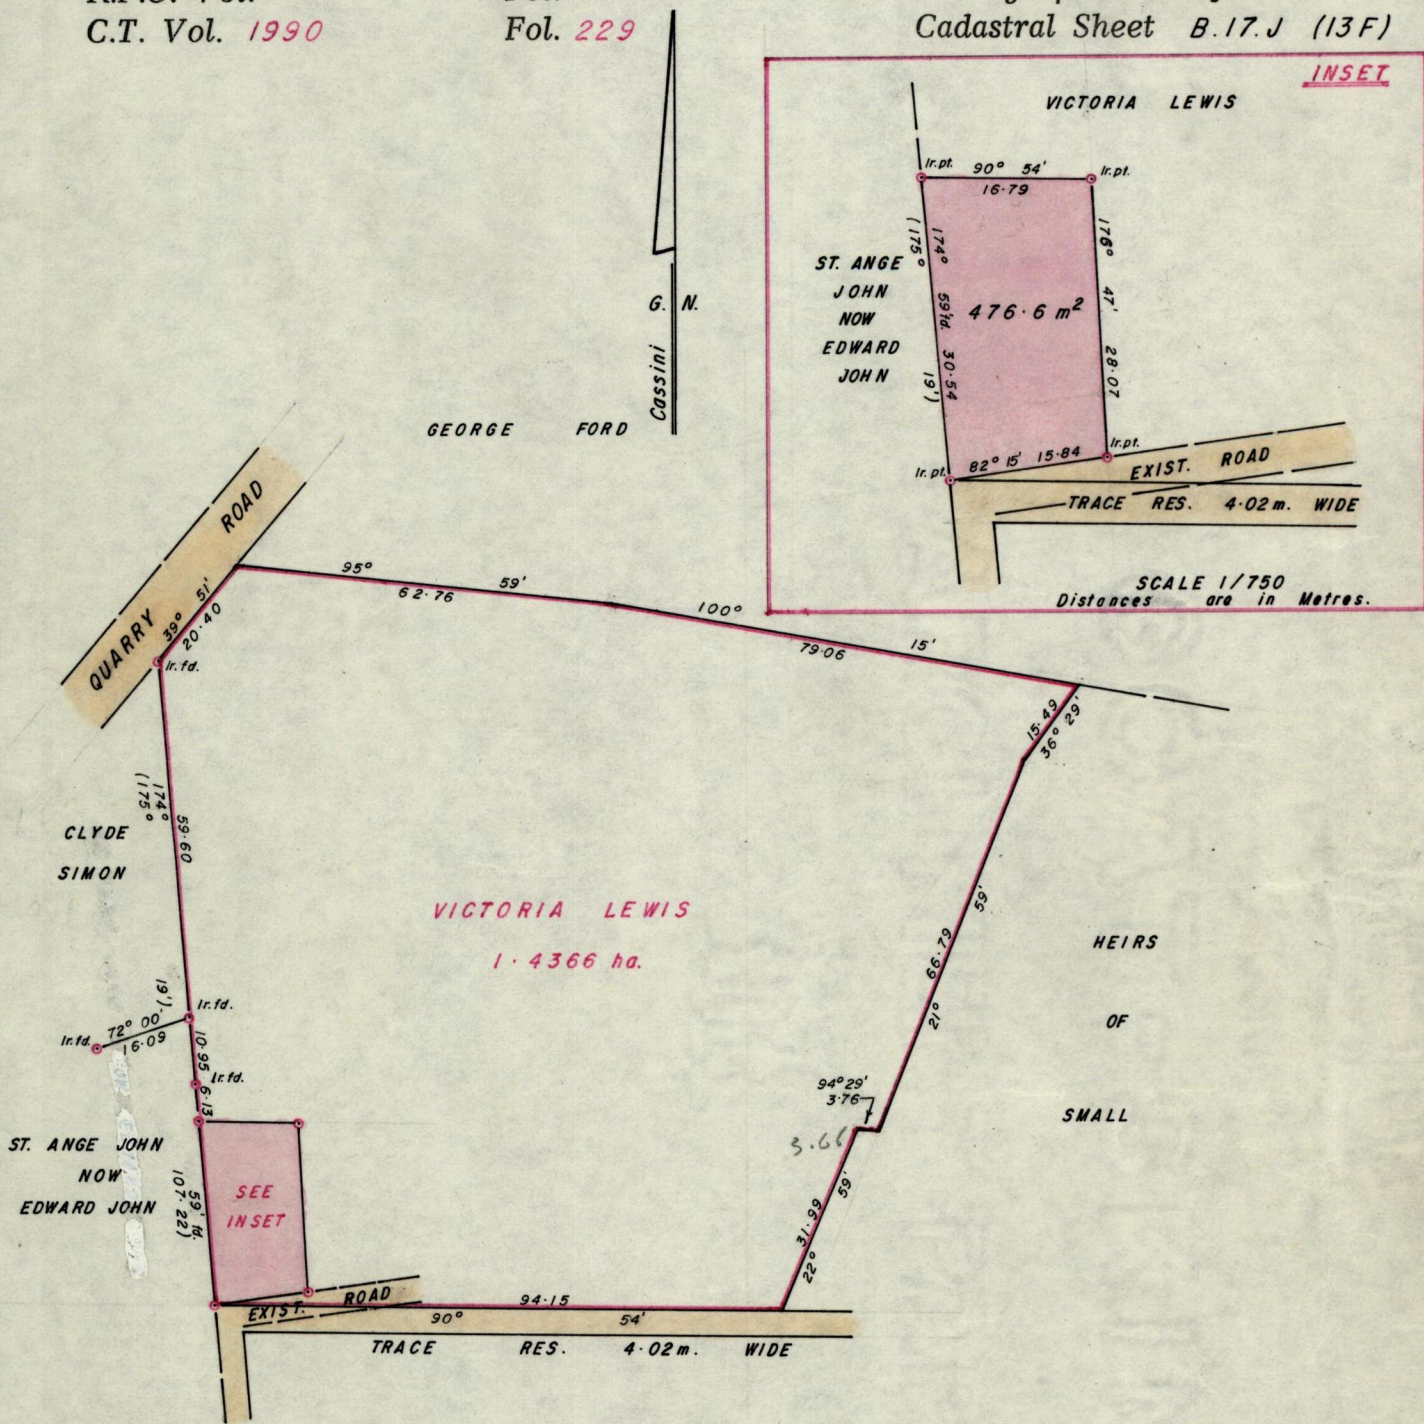 C.T. Vol. 1990 Fol. 229
Cadastral Sheet B.17.J (13F)
INSET
VICTORIA LEWIS
Ir.pt.
90° 54'
16·79
Ir.pt.
(175° 19')
174° 59' fd. 30·54
176° 47' 28·07
ST. ANGE
JOHN
NOW
EDWARD
JOHN
476·6 m²
Ir.pt.
82° 15' 15·84
Ir.pt.
EXIST. ROAD
TRACE RES. 4·02m. WIDE
SCALE 1/750
Distances are in Metres.
G. N.
Cassini
GEORGE FORD
QUARRY ROAD
39° 51'
20·40
Ir.fd.
95° 59'
62·76
100° 15'
79·06
15·49
36° 29'
174° 59' fd.
(175° 19')
59·60
CLYDE
SIMON
VICTORIA LEWIS
1·4366 ha.
66·79
21° 59'
HEIRS
OF
SMALL
Ir.fd.
Ir.fd.
72° 00'
16·09
10·95
Ir.fd.
6·13
94° 29'
3·76
3.66
31·99
22° 59'
ST. ANGE JOHN
NOW
EDWARD JOHN
107·22)
SEE
INSET
EXIST. ROAD
94·15
90° 54'
TRACE RES. 4·02m. WIDE